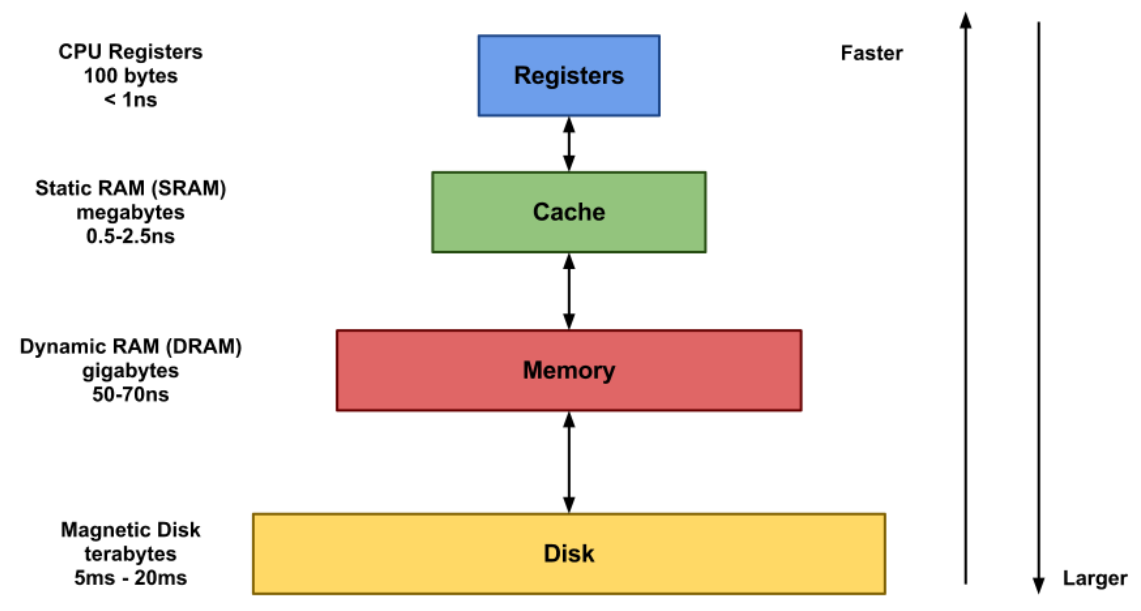 CPU Registers
100 bytes
< 1ns
Registers
Faster
Static RAM (SRAM)
megabytes
0.5-2.5ns
Cache
Dynamic RAM (DRAM)
gigabytes
50-70ns
Memory
Magnetic Disk
terabytes
5ms - 20ms
Disk
Larger